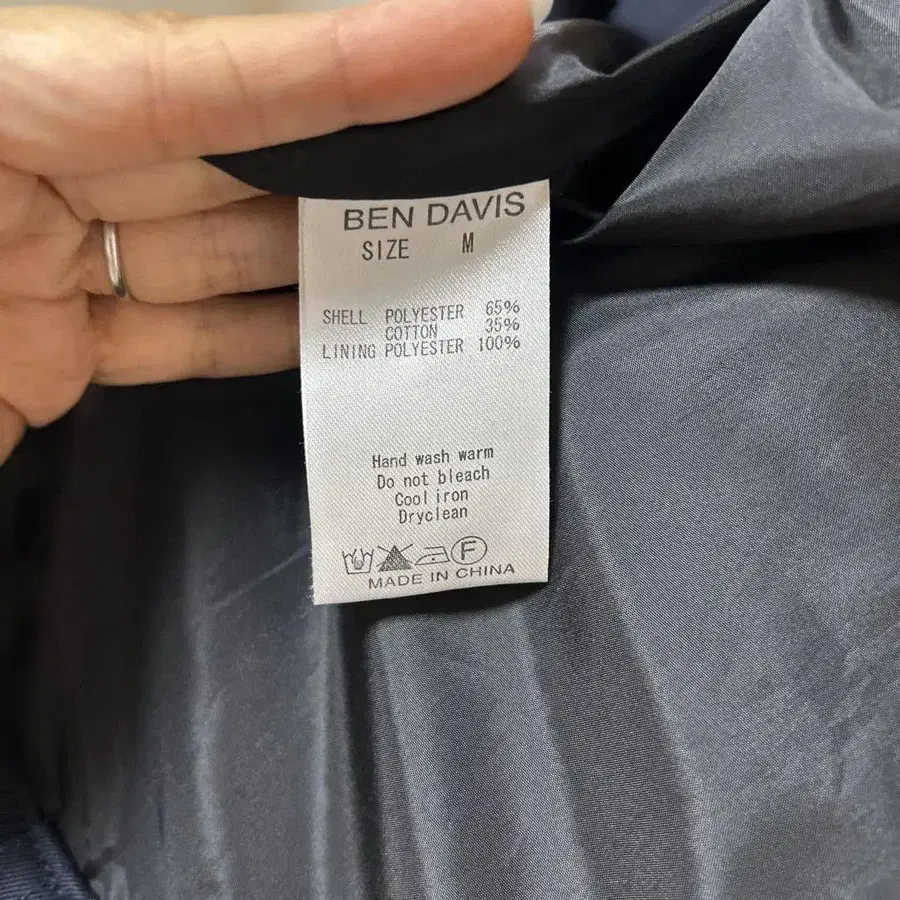 BEN DAVIS
SIZE M
SHELL POLYESTER 65%
COTTON 35%
LINING POLYESTER 100%
Hand wash warm
Do not bleach
Cool iron
Dryclean
F
MADE IN CHINA